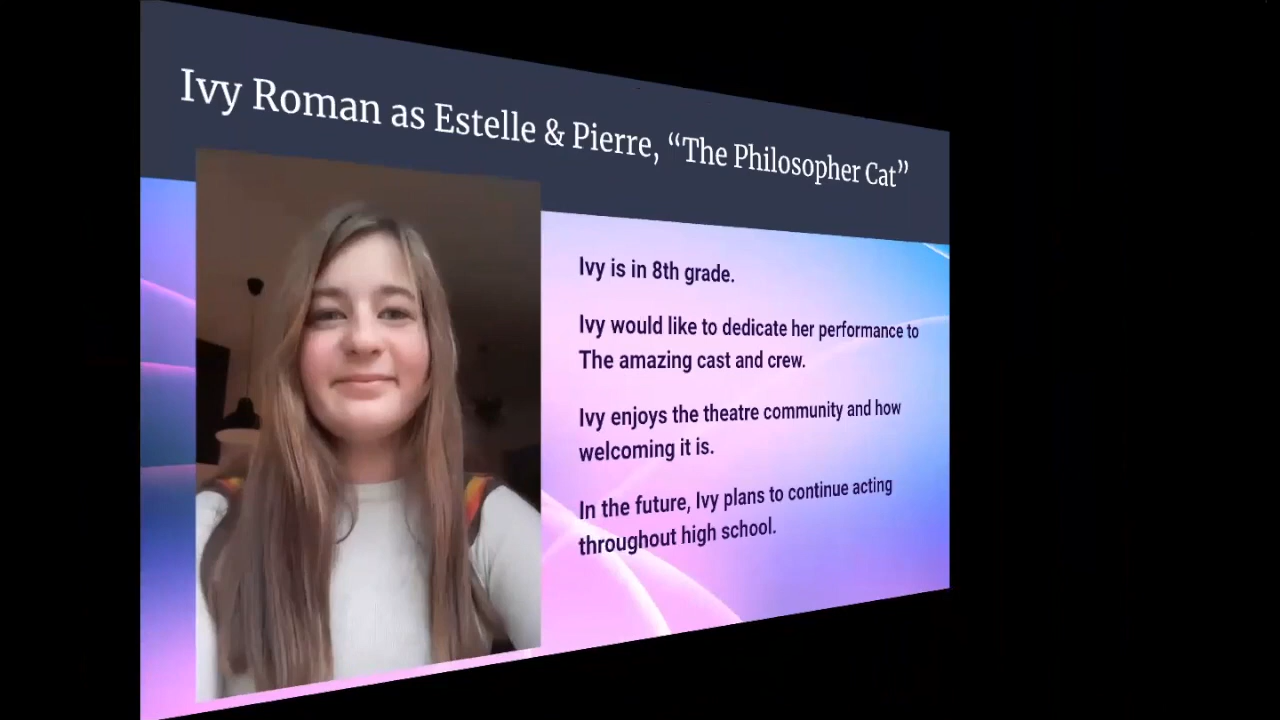 Ivy Roman as Estelle & Pierre, “The Philosopher Cat”
Ivy is in 8th grade.
Ivy would like to dedicate her performance to
The amazing cast and crew.
Ivy enjoys the theatre community and how
welcoming it is.
In the future, Ivy plans to continue acting
throughout high school.